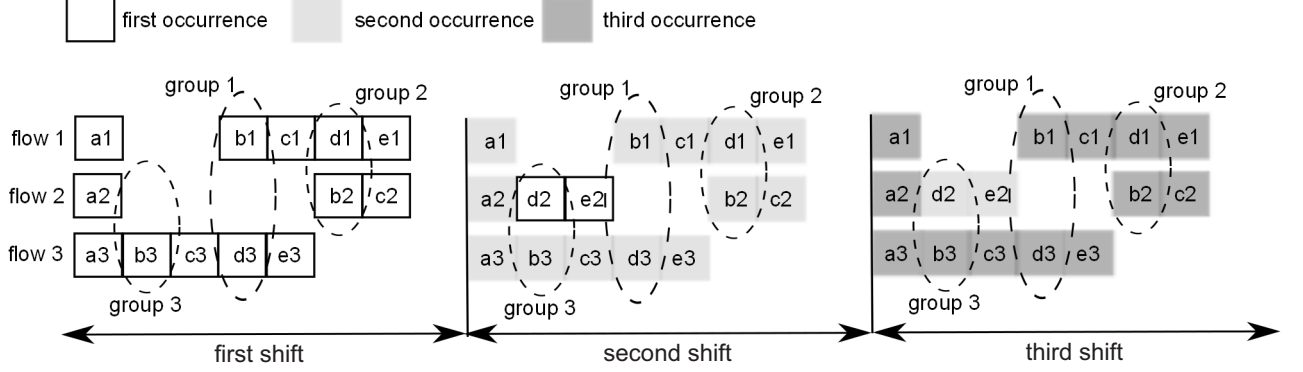 first occurrence second occurrence third occurrence
group 1 group 2 group 1 group 2 group 1 group 2
flow 1 a1 b1 c1 d1 e1 a1 b1 c1 d1 e1 a1 b1 c1 d1 e1
flow 2 a2 b2 c2 a2 d2 e2 b2 c2 a2 d2 e2 b2 c2
flow 3 a3 b3 c3 d3 e3 a3 b3 c3 d3 e3 a3 b3 c3 d3 e3
group 3 group 3 group 3
first shift second shift third shift